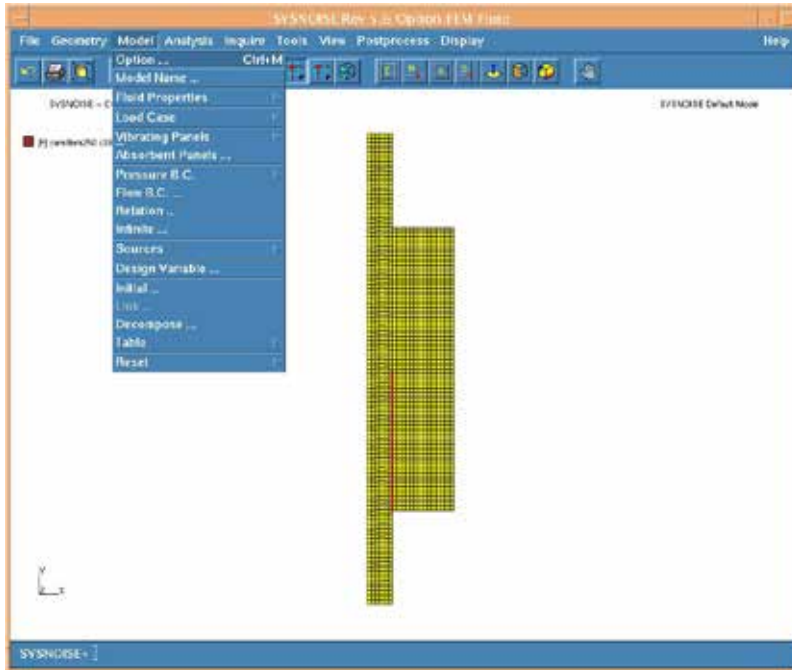 SYSNOISE Rev 5.5 Option FEM Fluid
File Geometry Model Analysis Inquire Tools View Postprocess Display Help
Option ... Ctrl+M
Model Name ...
Fluid Properties
Load Case
Vibrating Panels
Absorbent Panels ...
Pressure B.C.
Flow B.C. ...
Relation ...
Infinite ...
Sources
Design Variable ...
Initial ...
Link ...
Decompose ...
Table
Reset
SYSNOISE - C
SYSNOISE Default Model
Y
Z X
SYSNOISE>